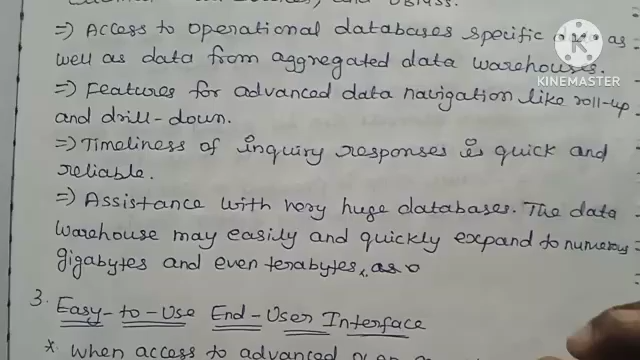 => Access to operational databases specific as
well as data from aggregated data warehouses.
KINEMASTER
=> Features for advanced data navigation like roll-up
and drill-down.
=> Timeliness of inquiry responses is quick and
reliable.
=> Assistance with very huge databases. The data
warehouse may easily and quickly expand to numerous
gigabytes and even terabytes,
3. Easy-to-Use End-User Interface
* When access to advanced